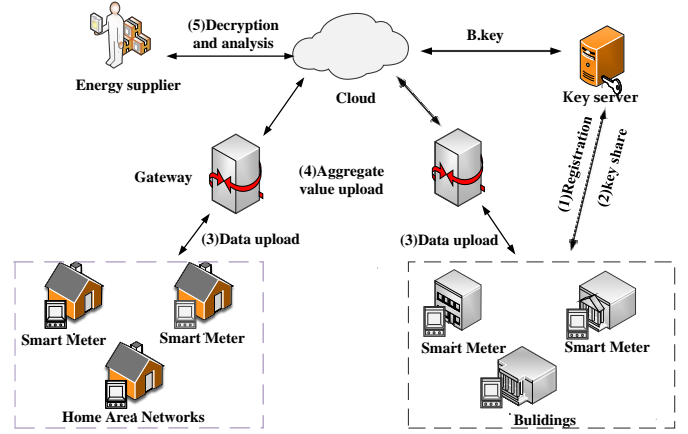 (5)Decryption
and analysis
B.key
Energy supplier
Cloud
Key server
Gateway
(4)Aggregate
value upload
(1)Registration
(2)key share
(3)Data upload
(3)Data upload
Smart Meter
Smart Meter
Smart Meter
Smart Meter
Home Area Networks
Bulidings